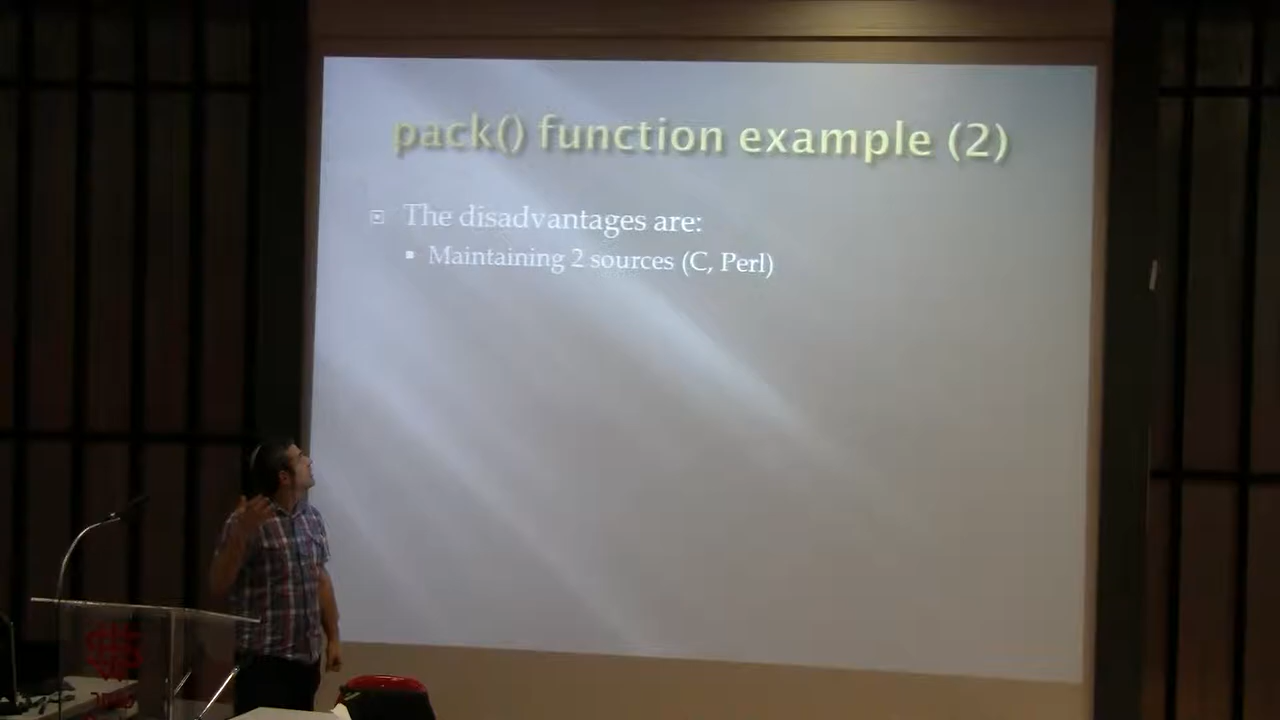 pack() function example (2)
The disadvantages are:
Maintaining 2 sources (C, Perl)